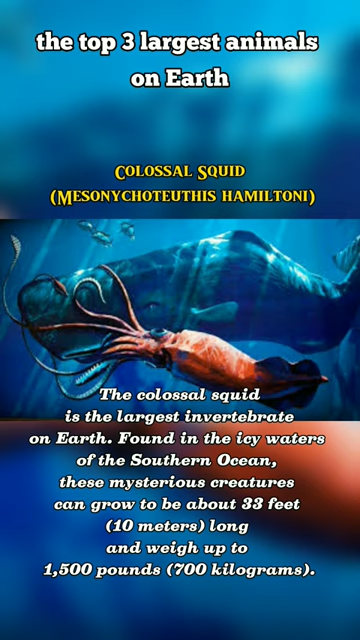 the top 3 largest animals
on Earth
Colossal Squid
(Mesonychoteuthis hamiltoni)
The colossal squid
is the largest invertebrate
on Earth. Found in the icy waters
of the Southern Ocean,
these mysterious creatures
can grow to be about 33 feet
(10 meters) long
and weigh up to
1,500 pounds (700 kilograms).